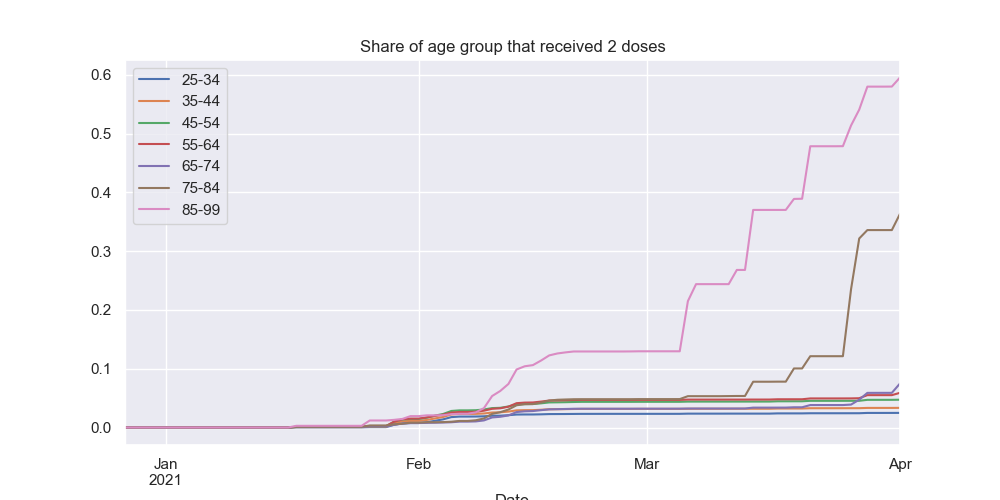 Share of age group that received 2 doses
0.6
0.5
0.4
0.3
0.2
0.1
0.0
25-34
35-44
45-54
55-64
65-74
75-84
85-99
Jan
2021
Feb
Mar
Apr
Date